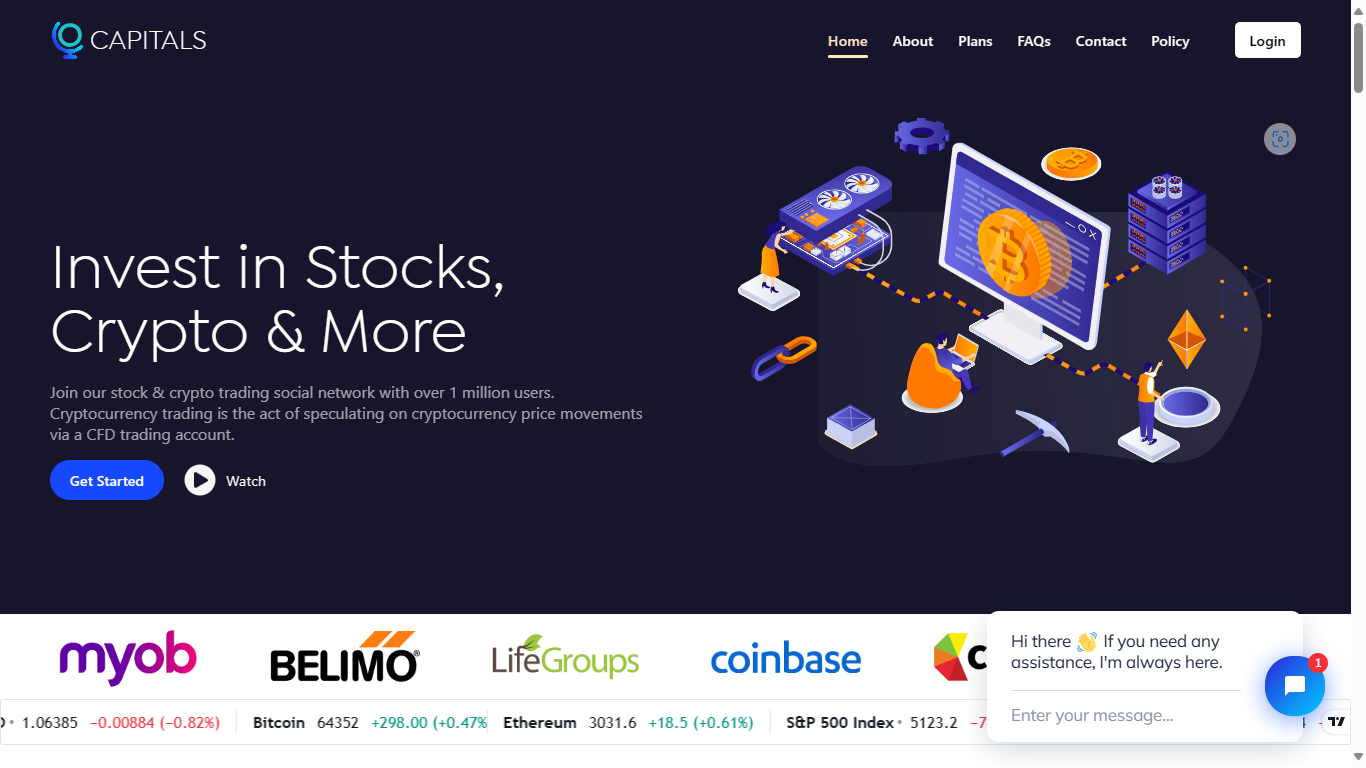 CAPITALS
Home About Plans FAQs Contact Policy Login
Invest in Stocks,
Crypto & More
Join our stock & crypto trading social network with over 1 million users.
Cryptocurrency trading is the act of speculating on cryptocurrency price movements
via a CFD trading account.
Get Started Watch
myob BELIMO® LifeGroups coinbase
Hi there 👋 If you need any
assistance, I'm always here.
1
Enter your message...
1.06385 −0.00884 (−0.82%) Bitcoin 64352 +298.00 (+0.47% Ethereum 3031.6 +18.5 (+0.61%) S&P 500 Index 5123.2